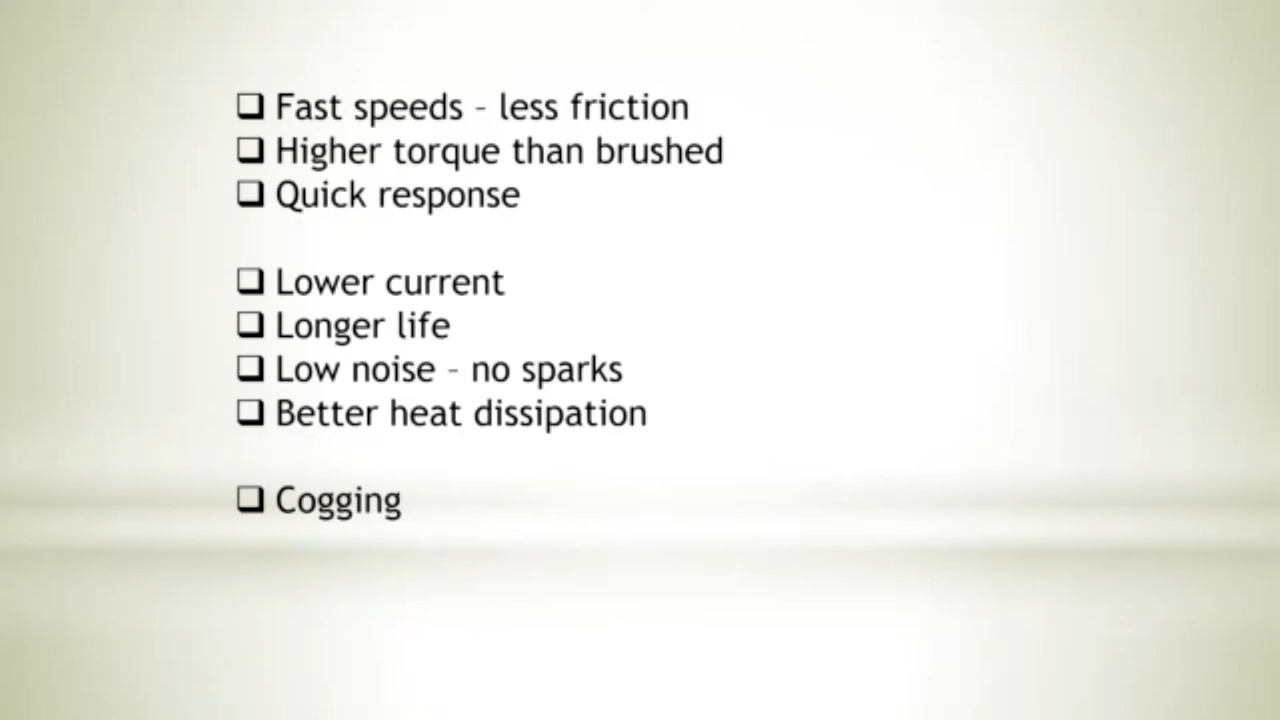 ❑ Fast speeds – less friction
❑ Higher torque than brushed
❑ Quick response
❑ Lower current
❑ Longer life
❑ Low noise – no sparks
❑ Better heat dissipation
❑ Cogging